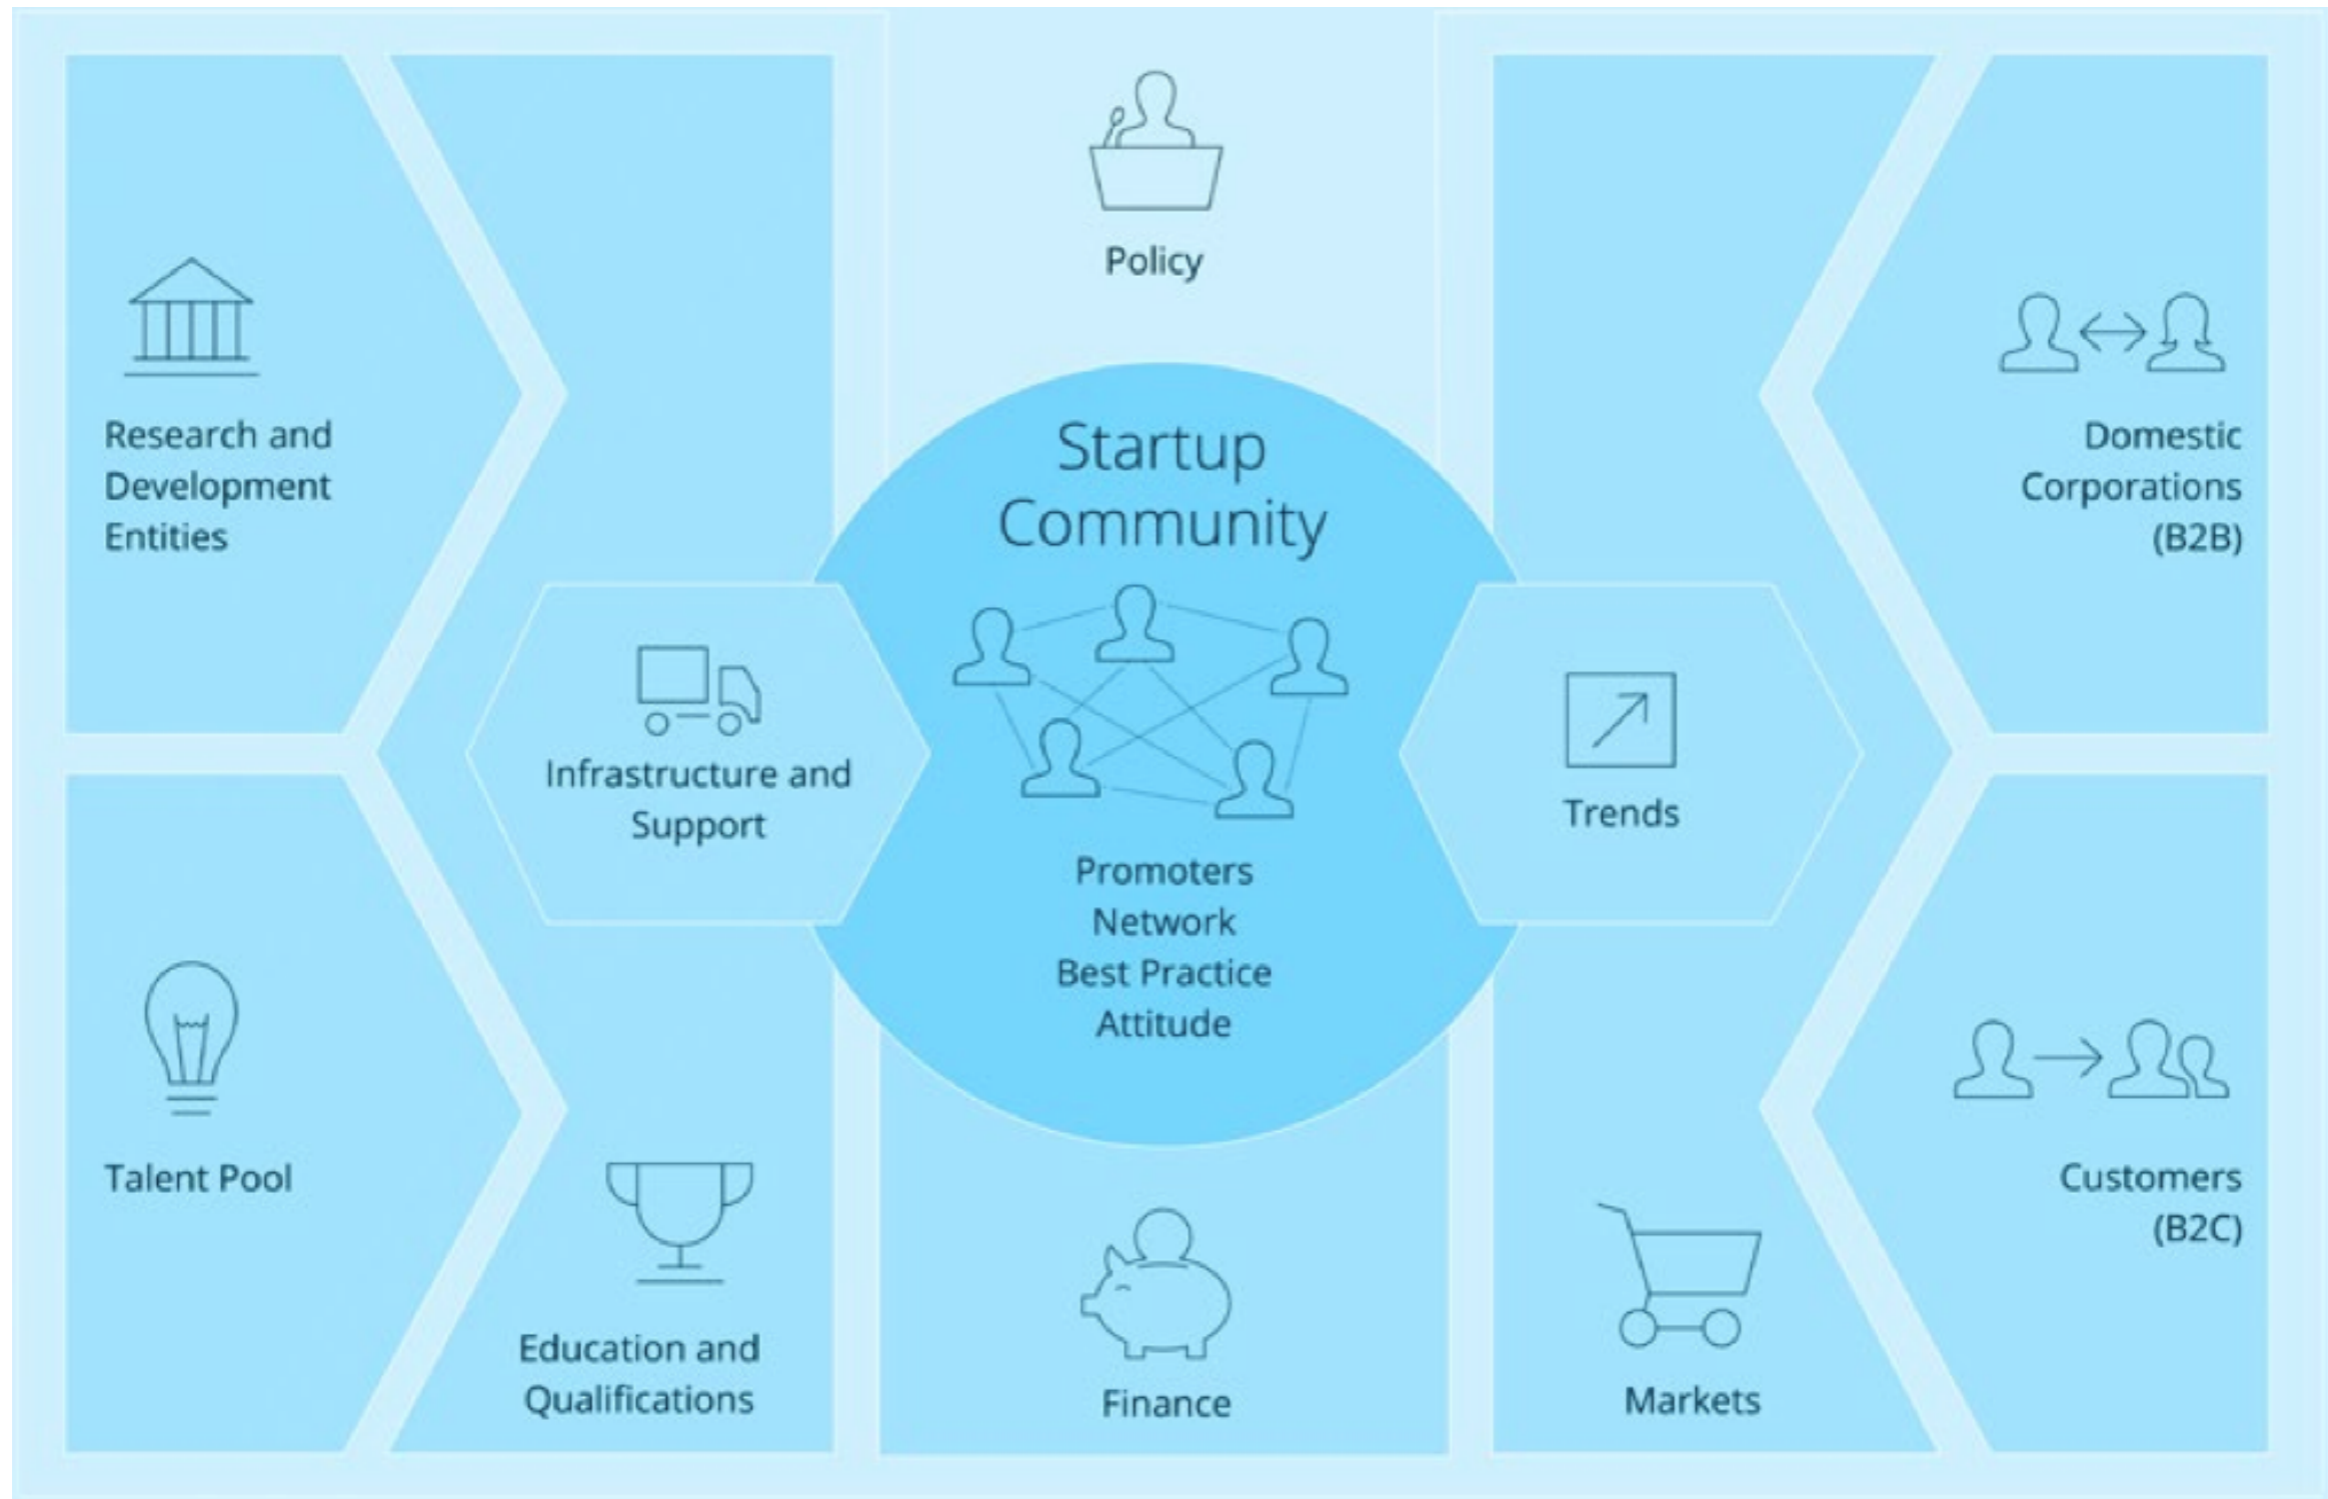 Policy
Research and
Development
Entities
Startup
Community
Domestic
Corporations
(B2B)
Infrastructure and
Support
Promoters
Network
Best Practice
Attitude
Trends
Talent Pool
Customers
(B2C)
Education and
Qualifications
Finance
Markets